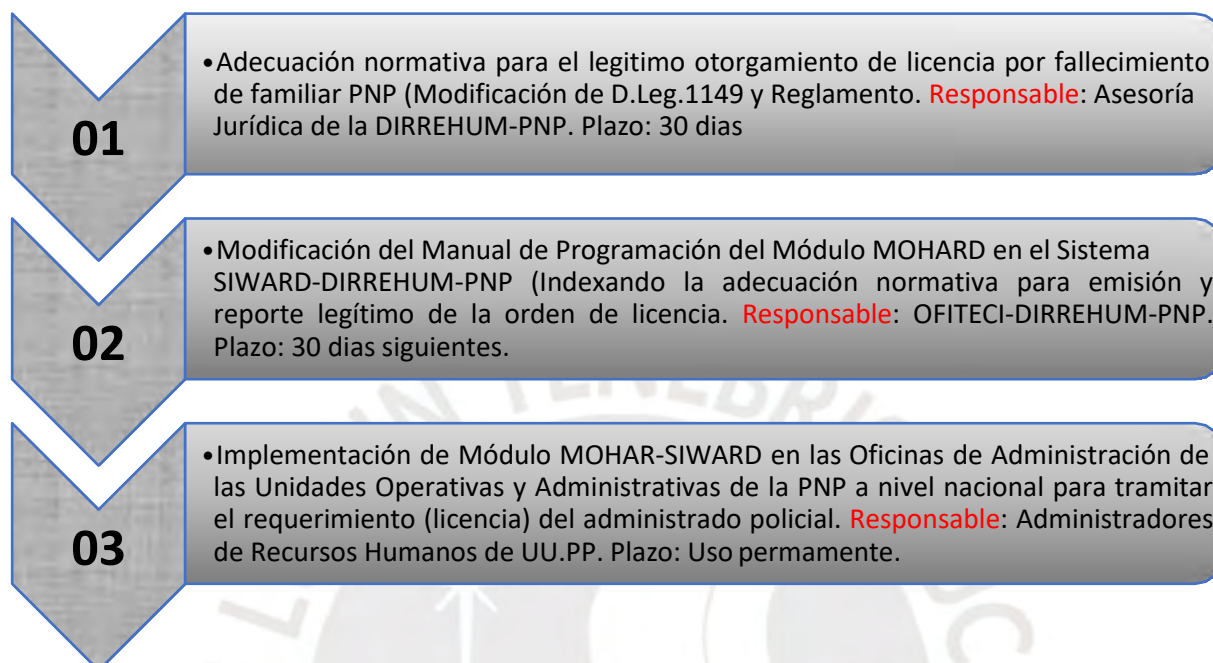 01
•Adecuación normativa para el legitimo otorgamiento de licencia por fallecimiento
de familiar PNP (Modificación de D.Leg.1149 y Reglamento. Responsable: Asesoría
Jurídica de la DIRREHUM-PNP. Plazo: 30 dias
02
•Modificación del Manual de Programación del Módulo MOHARD en el Sistema
SIWARD-DIRREHUM-PNP (Indexando la adecuación normativa para emisión y
reporte legítimo de la orden de licencia. Responsable: OFITECI-DIRREHUM-PNP.
Plazo: 30 dias siguientes.
IN TENEBRIS
03
•Implementación de Módulo MOHAR-SIWARD en las Oficinas de Administración de
las Unidades Operativas y Administrativas de la PNP a nivel nacional para tramitar
el requerimiento (licencia) del administrado policial. Responsable: Administradores
de Recursos Humanos de UU.PP. Plazo: Uso permamente.